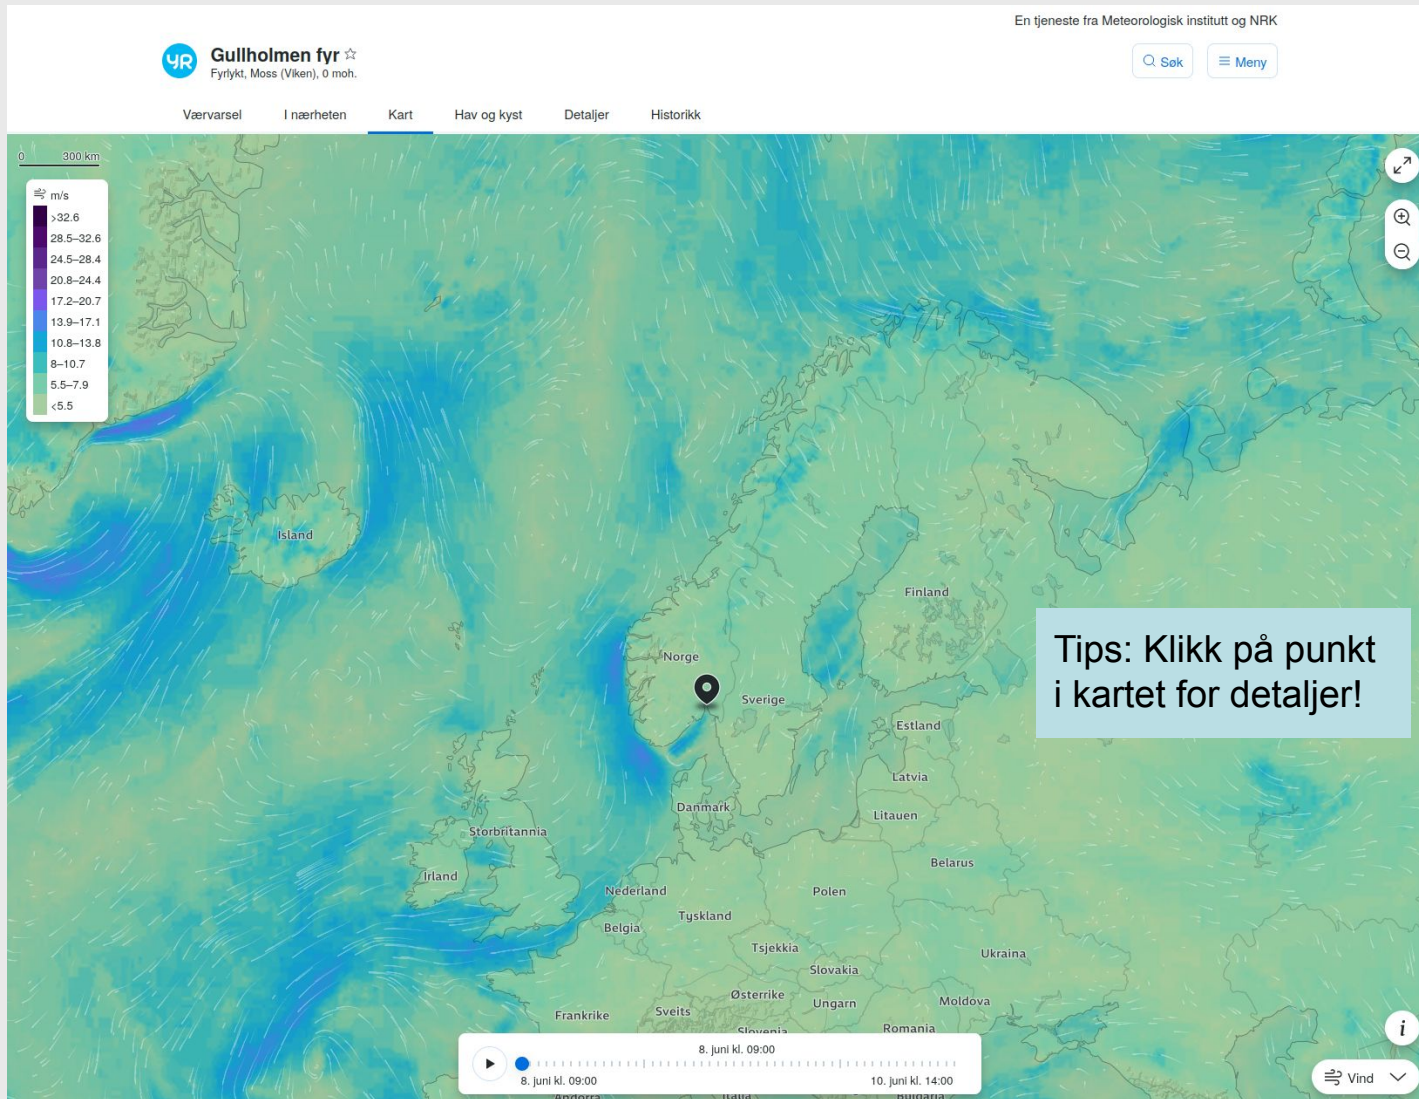 En tjeneste fra Meteorologisk institutt og NRK
YR
Gullholmen fyr
Fyrlykt, Moss (Viken), 0 moh.
Søk
Meny
Værvarsel
I nærheten
Kart
Hav og kyst
Detaljer
Historikk
0 300 km
m/s
>32.6
28.5–32.6
24.5–28.4
20.8–24.4
17.2–20.7
13.9–17.1
10.8–13.8
8–10.7
5.5–7.9
<5.5
Island
Finland
Tips: Klikk på punkt
i kartet for detaljer!
Norge
Sverige
Estland
Latvia
Danmark
Litauen
Storbritannia
Belarus
Irland
Nederland
Polen
Tyskland
Belgia
Tsjekkia
Ukraina
Slovakia
Østerrike
Ungarn
Moldova
Frankrike
Sveits
Slovenia
Romania
8. juni kl. 09:00
8. juni kl. 09:00
10. juni kl. 14:00
i
Vind
Andorra
Italia
Bulgaria